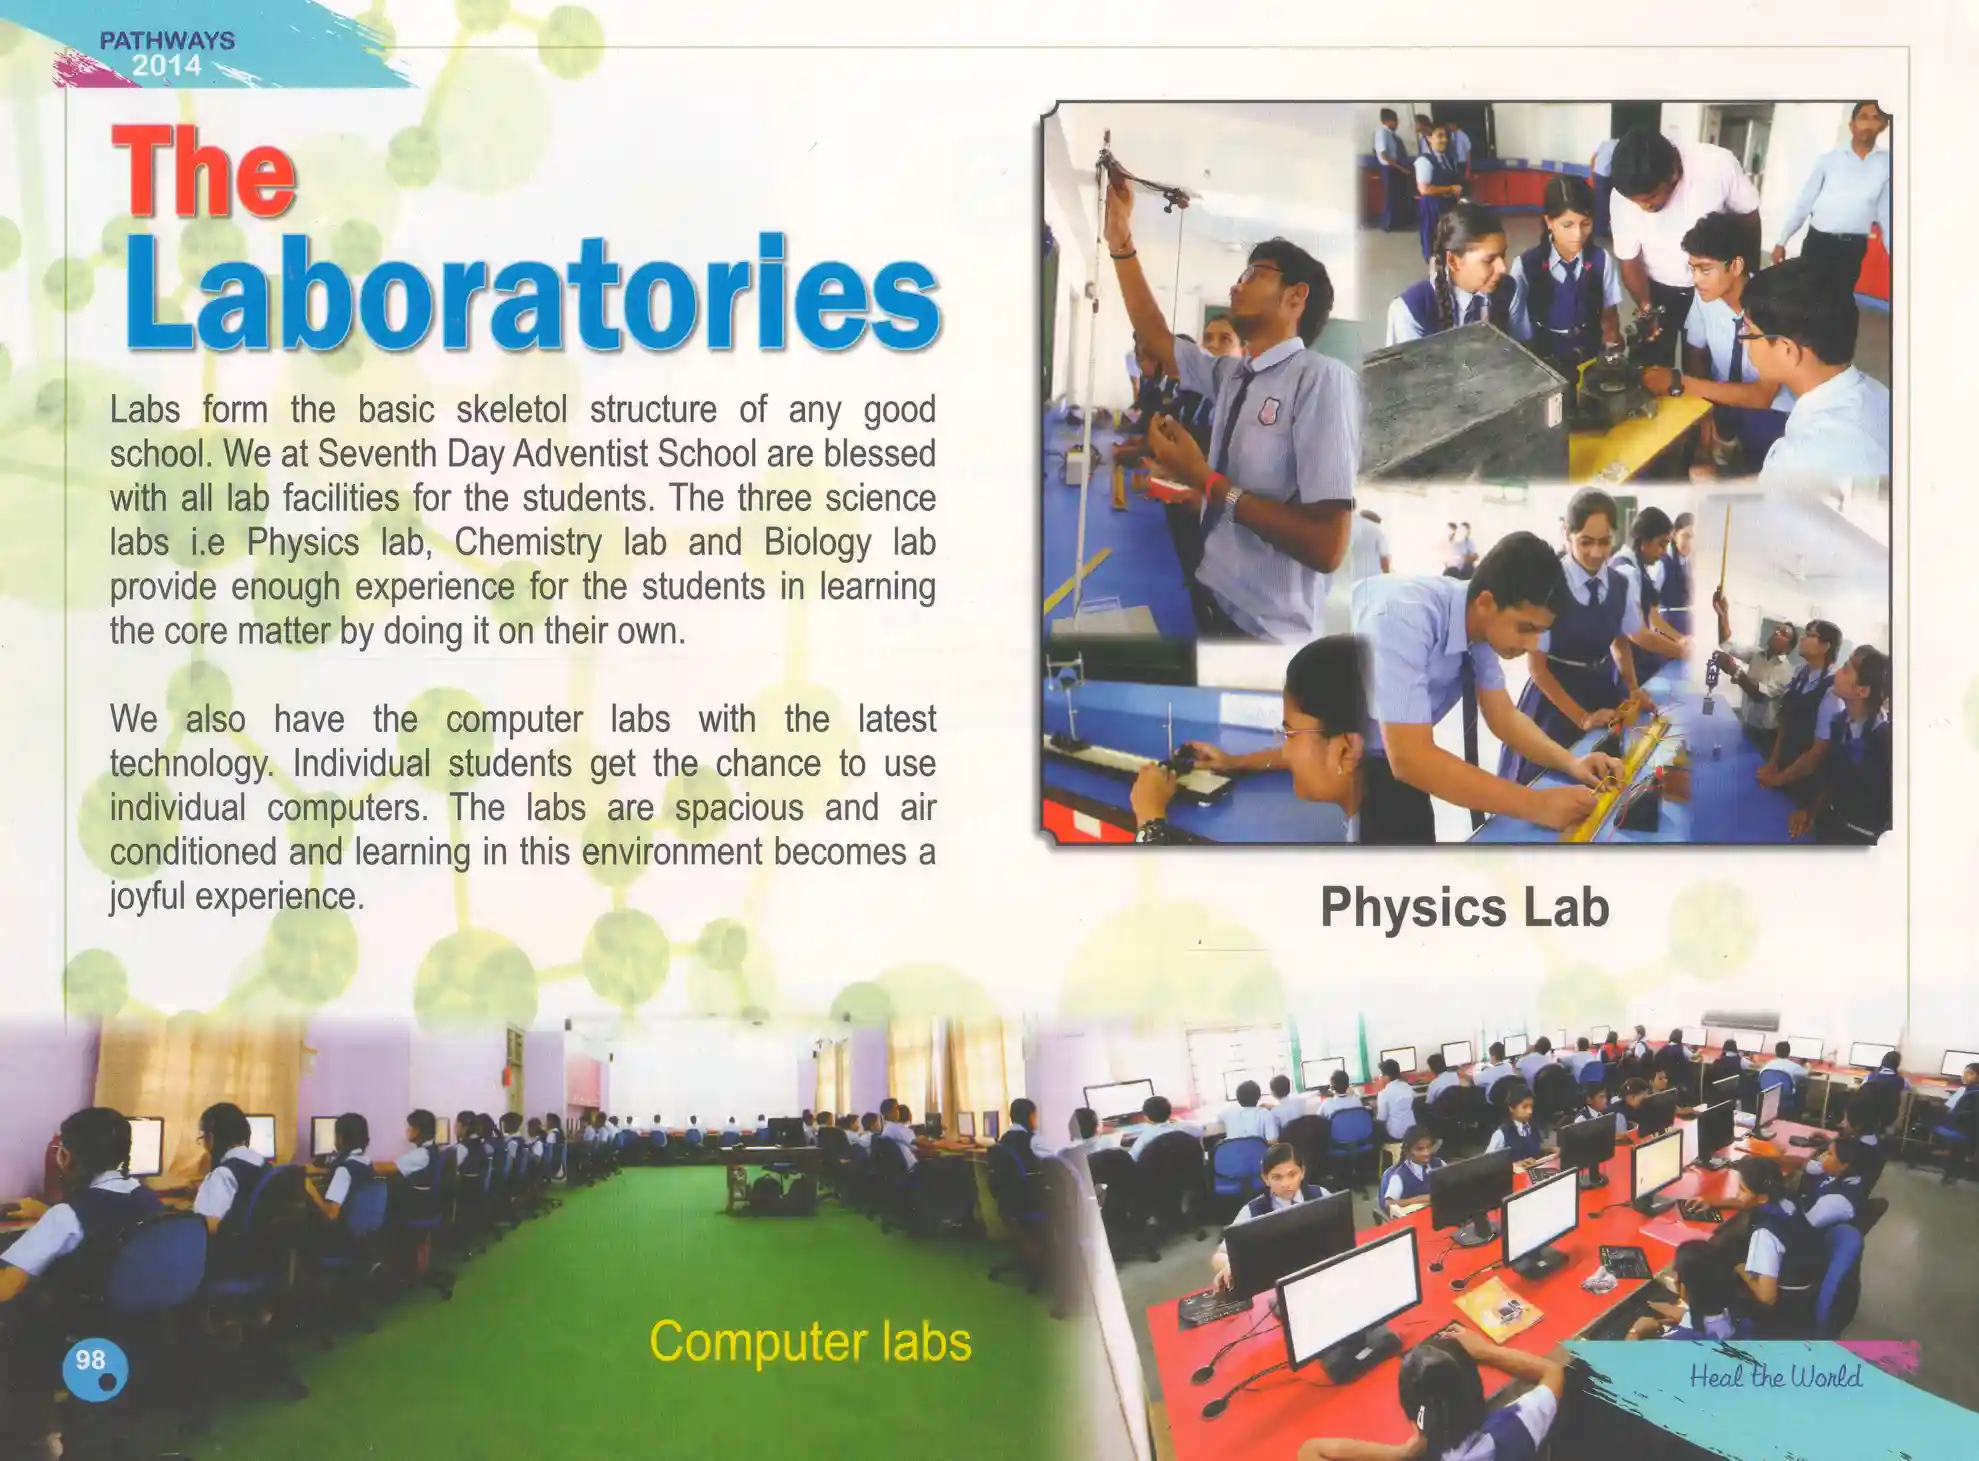 PATHWAYS
2014
The
Laboratories
Labs form the basic skeletol structure of any good
school. We at Seventh Day Adventist School are blessed
with all lab facilities for the students. The three science
labs i.e Physics lab, Chemistry lab and Biology lab
provide enough experience for the students in learning
the core matter by doing it on their own.
We also have the computer labs with the latest
technology. Individual students get the chance to use
individual computers. The labs are spacious and air
conditioned and learning in this environment becomes a
joyful experience.
Physics Lab
Computer labs
98
Heal the World